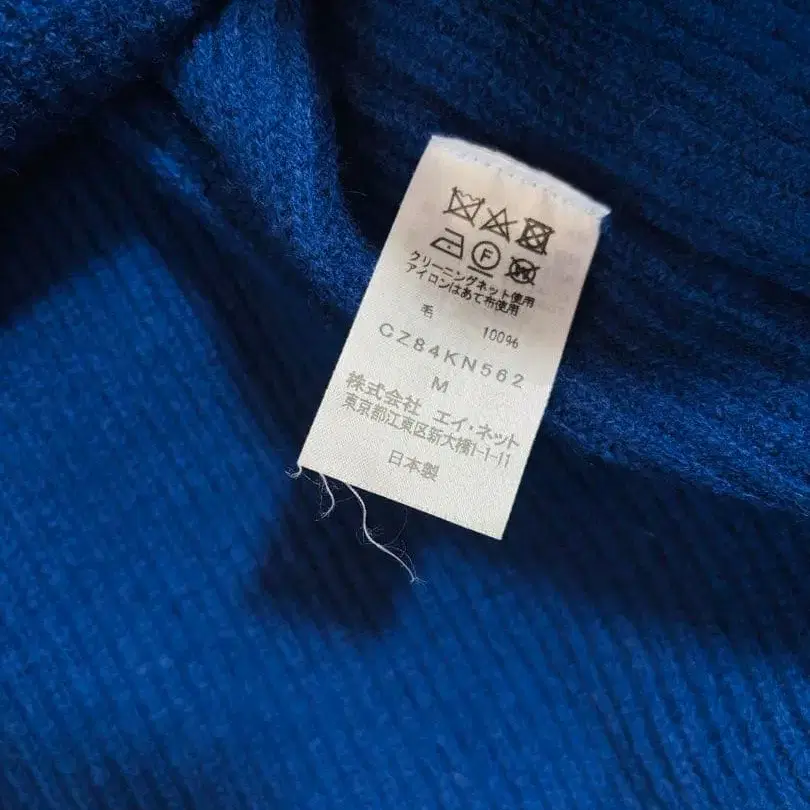 F
クリーニングネット使用
アイロンはあて布使用
毛 100%
CZ84KN562
M
株式会社 エイ・ネット
東京都江東区新大橋1-1-11
日本製